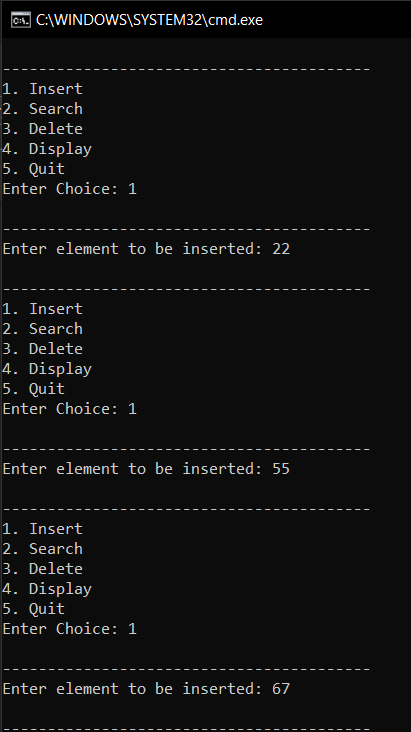 C:\WINDOWS\SYSTEM32\cmd.exe
-----------------------------------------
1. Insert
2. Search
3. Delete
4. Display
5. Quit
Enter Choice: 1
-----------------------------------------
Enter element to be inserted: 22
-----------------------------------------
1. Insert
2. Search
3. Delete
4. Display
5. Quit
Enter Choice: 1
-----------------------------------------
Enter element to be inserted: 55
-----------------------------------------
1. Insert
2. Search
3. Delete
4. Display
5. Quit
Enter Choice: 1
-----------------------------------------
Enter element to be inserted: 67
-----------------------------------------